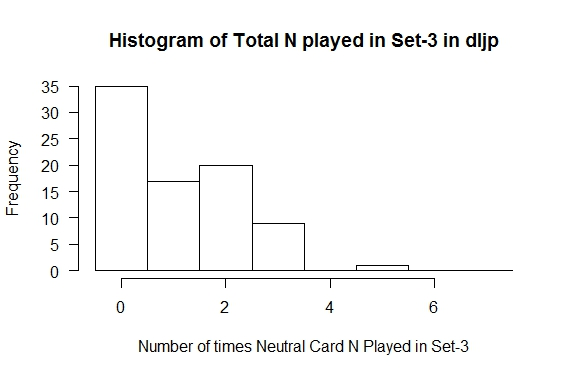 Histogram of Total N played in Set-3 in dljp
Frequency
35
30
25
20
15
10
5
0
0 2 4 6
Number of times Neutral Card N Played in Set-3